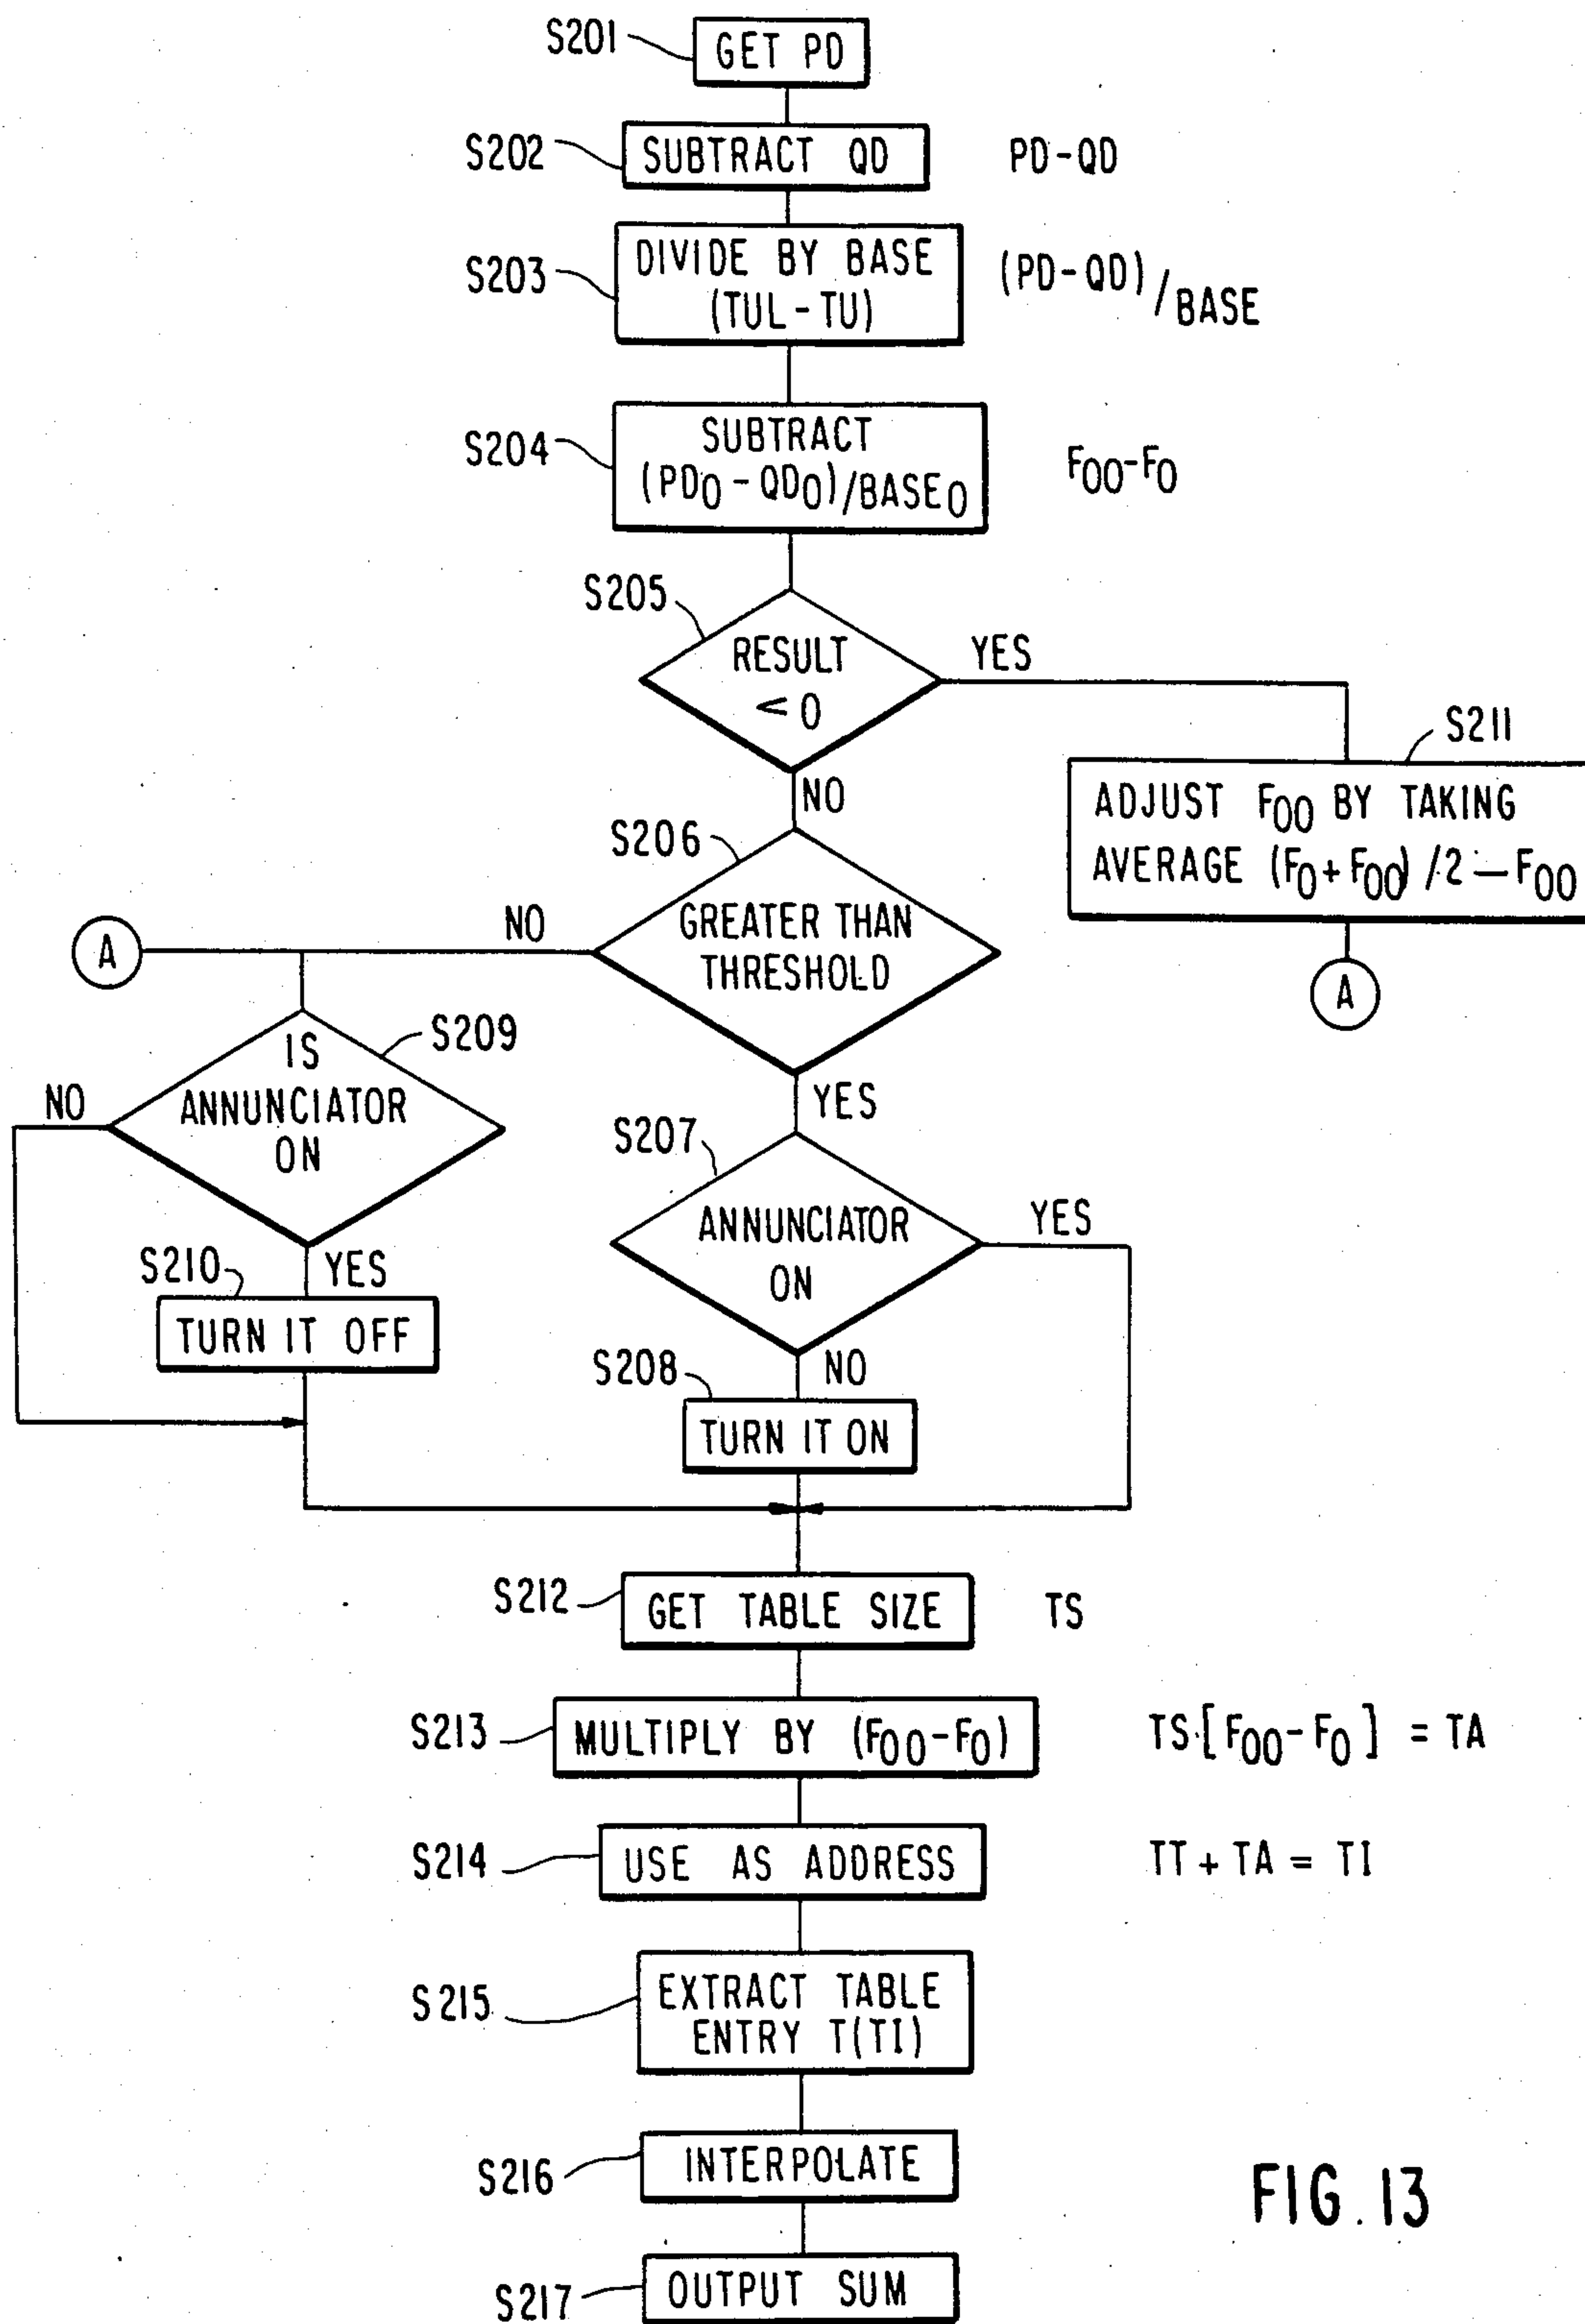 S201
GET PD
S202
SUBTRACT QD
PD-QD
S203
DIVIDE BY BASE
(TUL-TU)
(PD-QD)/BASE
S204
SUBTRACT
(PD0-QD0)/BASE0
F00-F0
S205
RESULT
< 0
YES
NO
S211
ADJUST F00 BY TAKING
AVERAGE (F0+F00)/2—F00
A
S206
GREATER THAN
THRESHOLD
NO
A
YES
S209
IS
ANNUNCIATOR
ON
NO
YES
S207
ANNUNCIATOR
ON
YES
NO
S210
TURN IT OFF
S208
TURN IT ON
S212
GET TABLE SIZE
TS
S213
MULTIPLY BY (F00-F0)
TS·[F00-F0] = TA
S214
USE AS ADDRESS
TT + TA = TI
S215
EXTRACT TABLE
ENTRY T(TI)
S216
INTERPOLATE
S217
OUTPUT SUM
FIG. 13